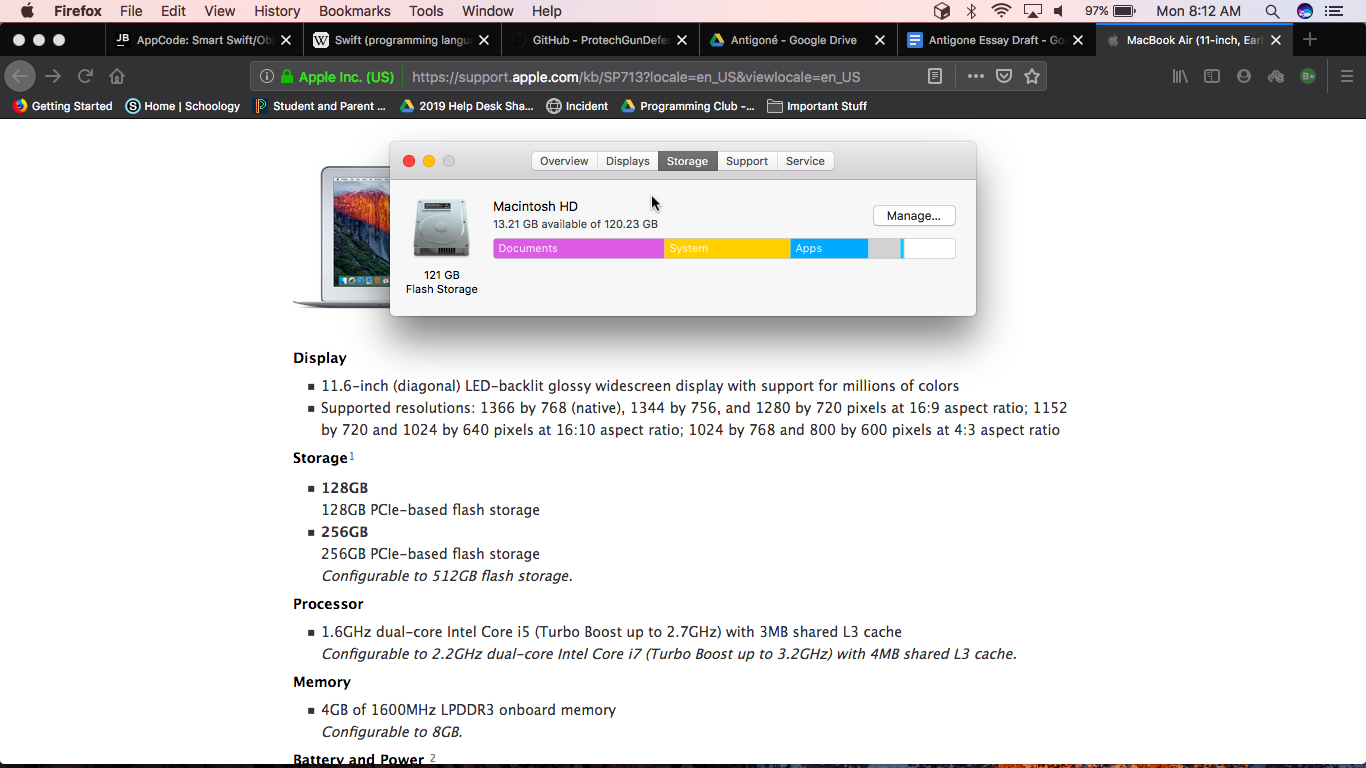 Firefox File Edit View History Bookmarks Tools Window Help 97% Mon 8:12 AM
JB AppCode: Smart Swift/Obj W Swift (programming langu GitHub - ProtechGunDefen Antigoné - Google Drive Antigone Essay Draft - Go MacBook Air (11-inch, Earl
Apple Inc. (US) https://support.apple.com/kb/SP713?locale=en_US&viewlocale=en_US B+
Getting Started S Home | Schoology Student and Parent ... 2019 Help Desk Sha... Incident Programming Club -... Important Stuff
Overview Displays Storage Support Service
Macintosh HD
13.21 GB available of 120.23 GB
Manage...
Documents System Apps
121 GB
Flash Storage
Display
▪ 11.6-inch (diagonal) LED-backlit glossy widescreen display with support for millions of colors
▪ Supported resolutions: 1366 by 768 (native), 1344 by 756, and 1280 by 720 pixels at 16:9 aspect ratio; 1152
by 720 and 1024 by 640 pixels at 16:10 aspect ratio; 1024 by 768 and 800 by 600 pixels at 4:3 aspect ratio
Storage1
▪ 128GB
128GB PCIe-based flash storage
▪ 256GB
256GB PCIe-based flash storage
Configurable to 512GB flash storage.
Processor
▪ 1.6GHz dual-core Intel Core i5 (Turbo Boost up to 2.7GHz) with 3MB shared L3 cache
Configurable to 2.2GHz dual-core Intel Core i7 (Turbo Boost up to 3.2GHz) with 4MB shared L3 cache.
Memory
▪ 4GB of 1600MHz LPDDR3 onboard memory
Configurable to 8GB.
Battery and Power 2